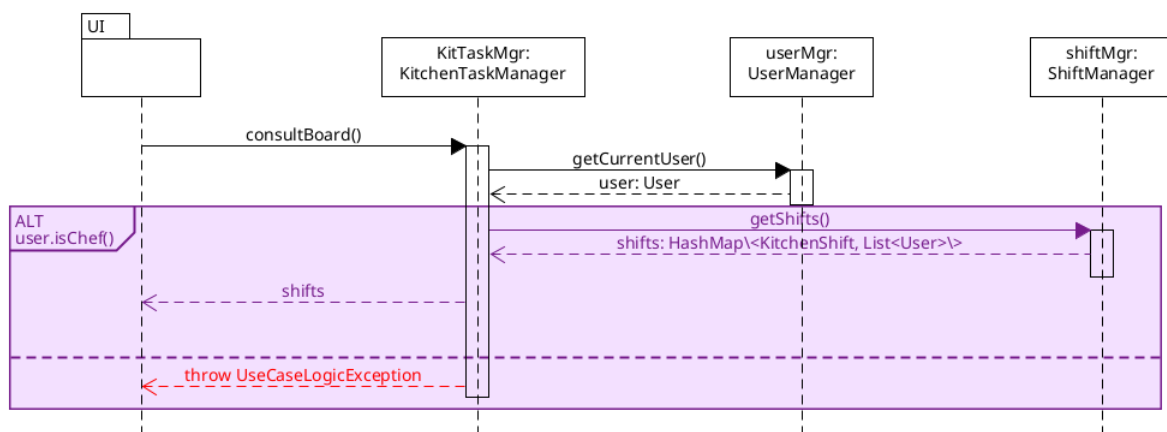 UI
KitTaskMgr:
KitchenTaskManager
userMgr:
UserManager
shiftMgr:
ShiftManager
consultBoard()
getCurrentUser()
user: User
ALT
user.isChef()
getShifts()
shifts: HashMap\<KitchenShift, List<User>\>
shifts
throw UseCaseLogicException